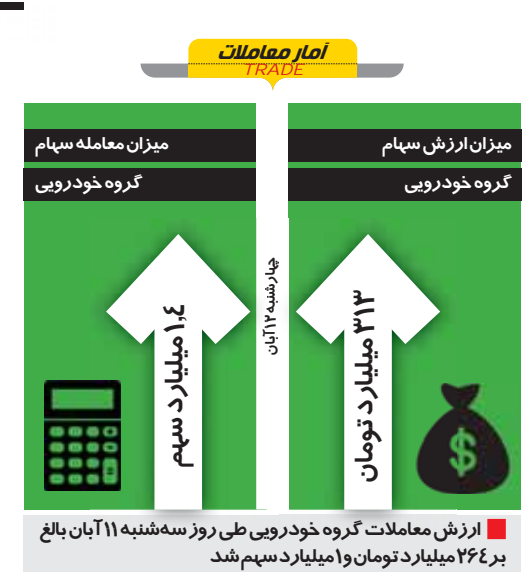 آمار معاملات
TRADE
میزان ارزش سهام
گروه خودرویی
۳۱۳ میلیارد تومان
$
چهارشنبه ۱۲ آبان
میزان معامله سهام
گروه خودرویی
۱,٤ میلیارد سهم
ارزش معاملات گروه خودرویی طی روز سه‌شنبه ۱۱ آبان بالغ
بر ۲۶٤ میلیارد تومان و ۱ میلیارد سهم شد